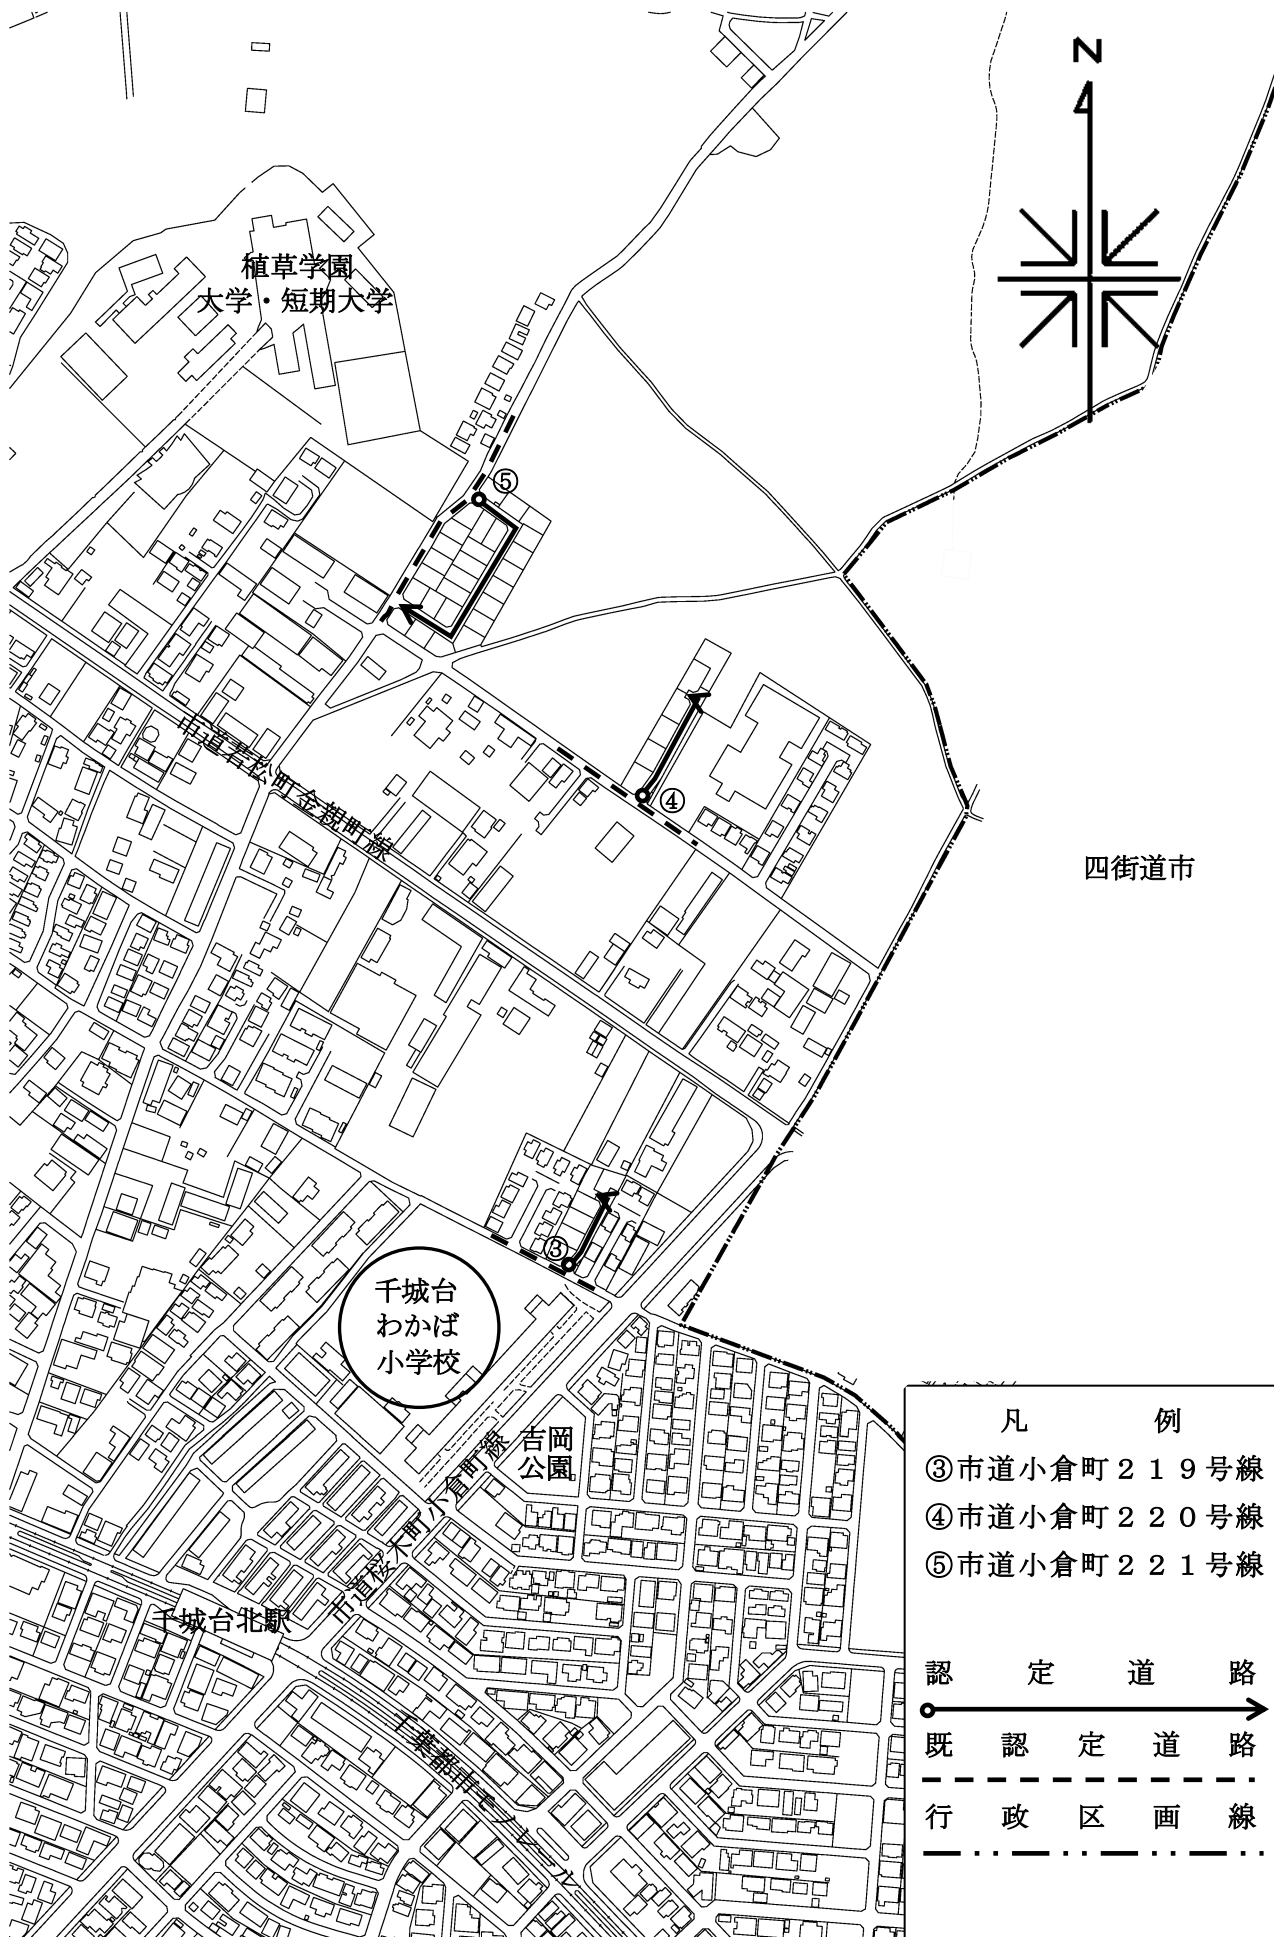 N
植草学園
大学・短期大学
⑤
④
市道若松町金親町線
四街道市
③
千城台
わかば
小学校
吉岡
公園
市道桜木町小倉町線
千城台北駅
千葉都市モノレール
凡例
③市道小倉町２１９号線
④市道小倉町２２０号線
⑤市道小倉町２２１号線
認定道路
既認定道路
行政区画線